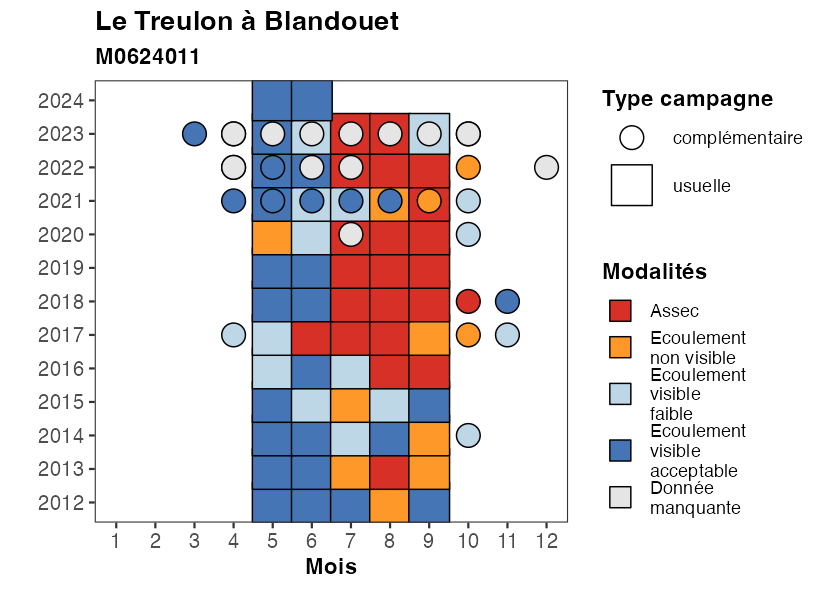 Le Treulon à Blandouet
M0624011
2024
2023
2022
2021
2020
2019
2018
2017
2016
2015
2014
2013
2012
1 2 3 4 5 6 7 8 9 10 11 12
Mois
Type campagne
complémentaire
usuelle
Modalités
Assec
Ecoulement
non visible
Ecoulement
visible
faible
Ecoulement
visible
acceptable
Donnée
manquante